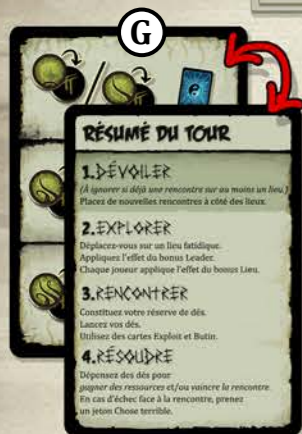 G
RÉSUMÉ DU TOUR
1.DÉVOILER
(À ignorer si déjà une rencontre sur au moins un lieu.)
Placez de nouvelles rencontres à côté des lieux.
2.EXPLORER
Déplacez-vous sur un lieu fatidique.
Appliquez l'effet du bonus Leader.
Chaque joueur applique l'effet du bonus Lieu.
3.RENCONTRER
Constituez votre réserve de dés.
Lancez vos dés.
Utilisez des cartes Exploit et Butin.
4.RÉSOUDRE
Dépensez des dés pour
gagner des ressources et/ou vaincre la rencontre.
En cas d'échec face à la rencontre, prenez
un jeton Chose terrible.